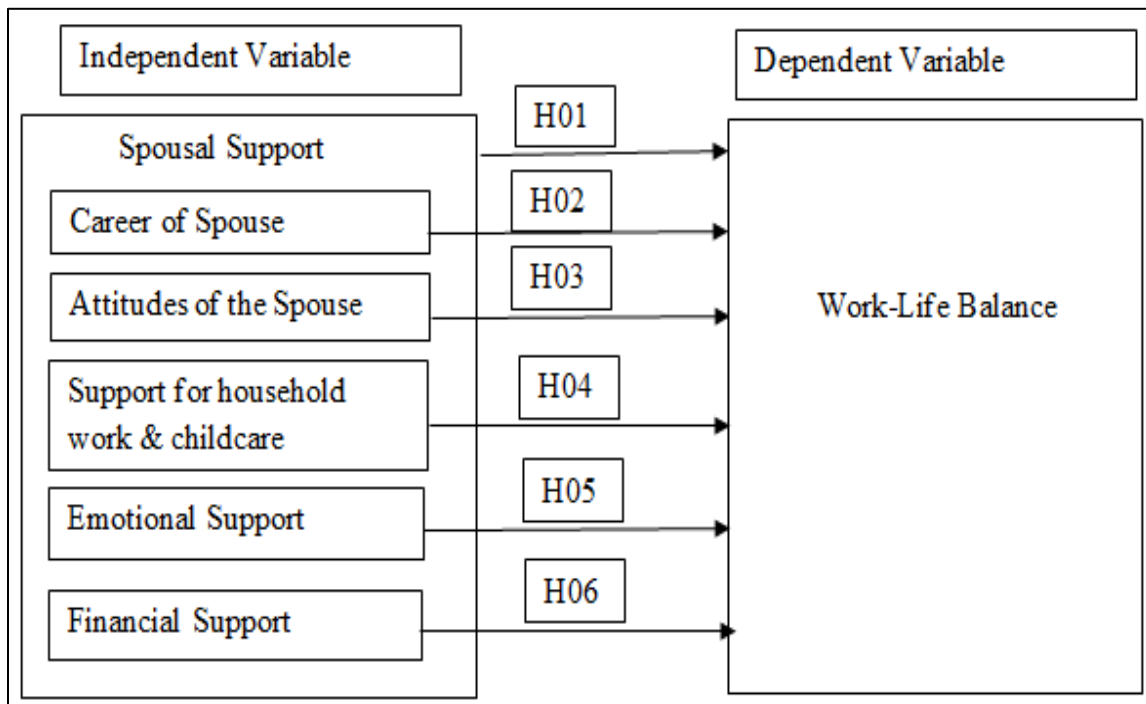 Independent Variable
Dependent Variable
H01
Spousal Support
H02
Career of Spouse
H03
Attitudes of the Spouse
Work-Life Balance
H04
Support for household
work & childcare
H05
Emotional Support
H06
Financial Support